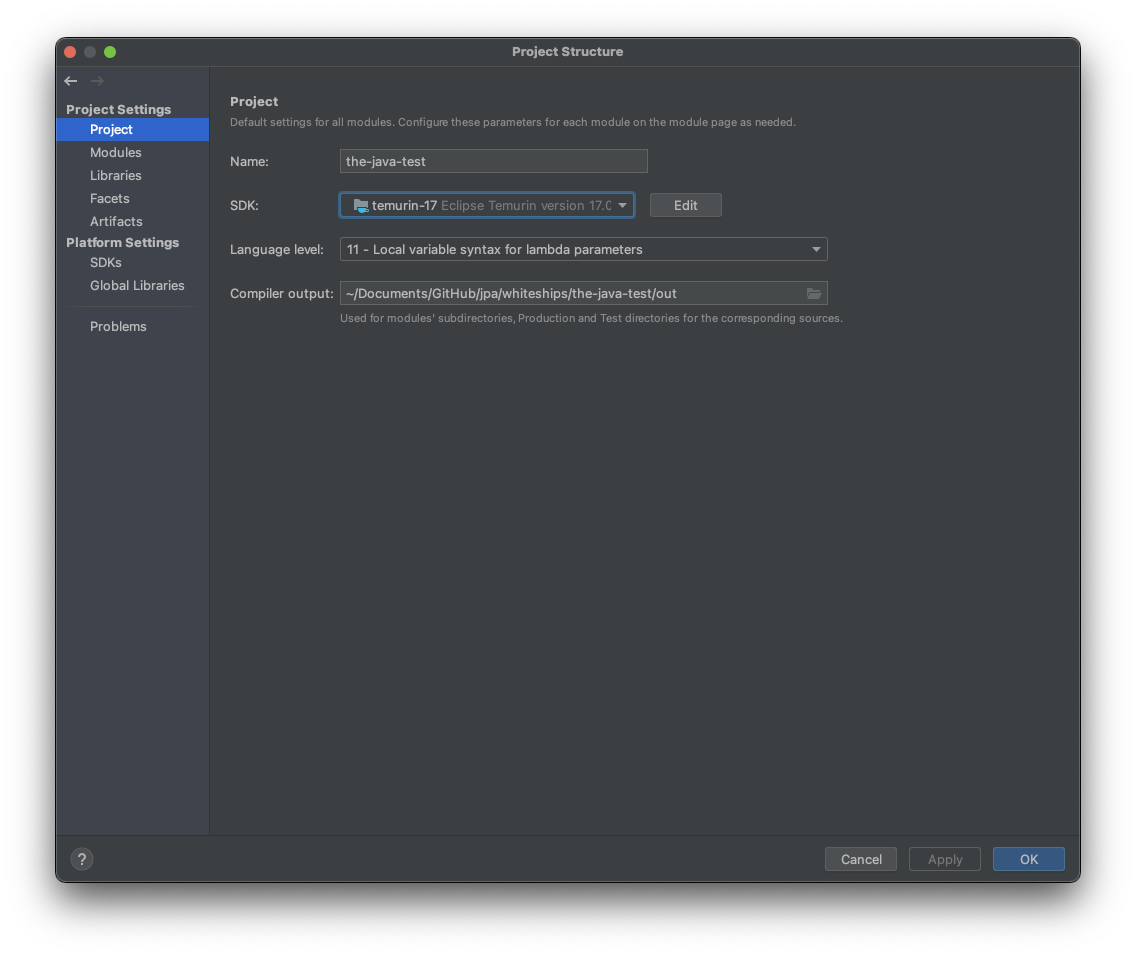 Project Structure
Project Settings
Project
Modules
Libraries
Facets
Artifacts
Platform Settings
SDKs
Global Libraries
Problems
Project
Default settings for all modules. Configure these parameters for each module on the module page as needed.
Name: the-java-test
SDK: temurin-17 Eclipse Temurin version 17.0 Edit
Language level: 11 - Local variable syntax for lambda parameters
Compiler output: ~/Documents/GitHub/jpa/whiteships/the-java-test/out
Used for modules' subdirectories, Production and Test directories for the corresponding sources.
? Cancel Apply OK